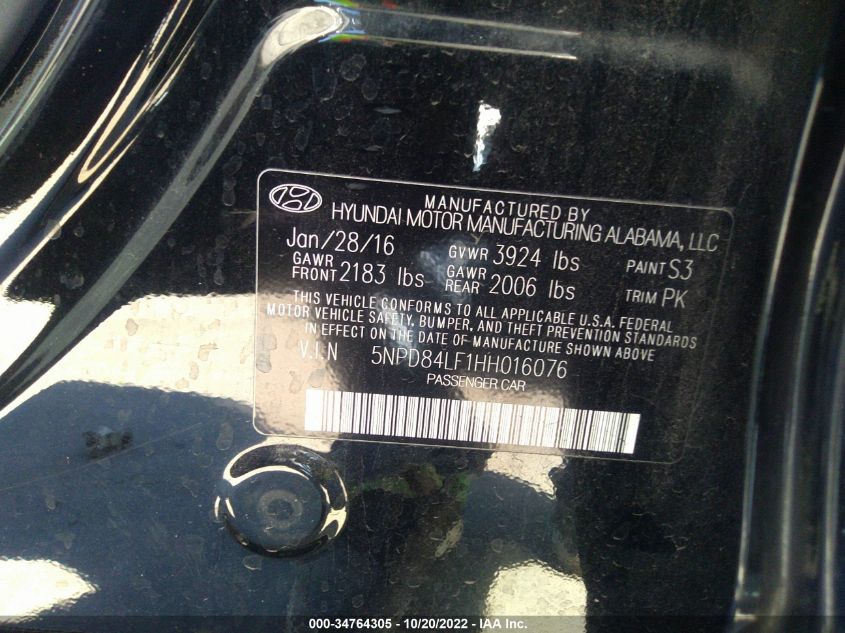 MANUFACTURED BY
HYUNDAI MOTOR MANUFACTURING ALABAMA, LLC
Jan/28/16 GVWR 3924 lbs PAINT S3
GAWR FRONT 2183 lbs GAWR REAR 2006 lbs TRIM PK
THIS VEHICLE CONFORMS TO ALL APPLICABLE U.S.A. FEDERAL
MOTOR VEHICLE SAFETY, BUMPER, AND THEFT PREVENTION STANDARDS
IN EFFECT ON THE DATE OF MANUFACTURE SHOWN ABOVE
V.I.N 5NPD84LF1HH016076
PASSENGER CAR
000-34764305 - 10/20/2022 - IAA Inc.